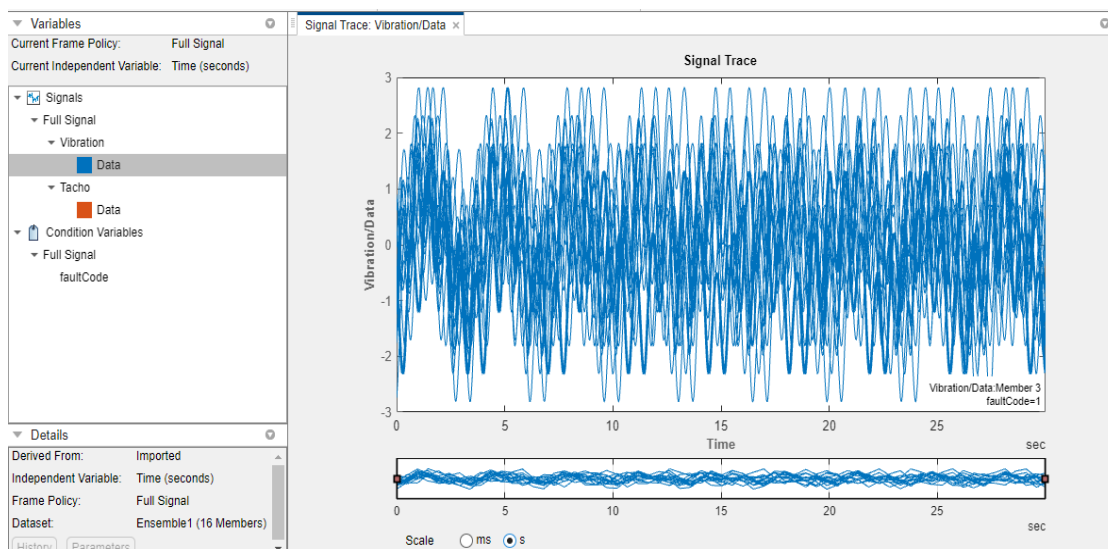 Variables
Current Frame Policy: Full Signal
Current Independent Variable: Time (seconds)
Signals
Full Signal
Vibration
Data
Tacho
Data
Condition Variables
Full Signal
faultCode
Details
Derived From: Imported
Independent Variable: Time (seconds)
Frame Policy: Full Signal
Dataset: Ensemble1 (16 Members)
History Parameters
Signal Trace: Vibration/Data ×
Signal Trace
Vibration/Data
3
2
1
0
-1
-2
-3
Vibration/Data:Member 3
faultCode=1
0 5 10 15 20 25
Time
sec
0 5 10 15 20 25
sec
Scale ms s